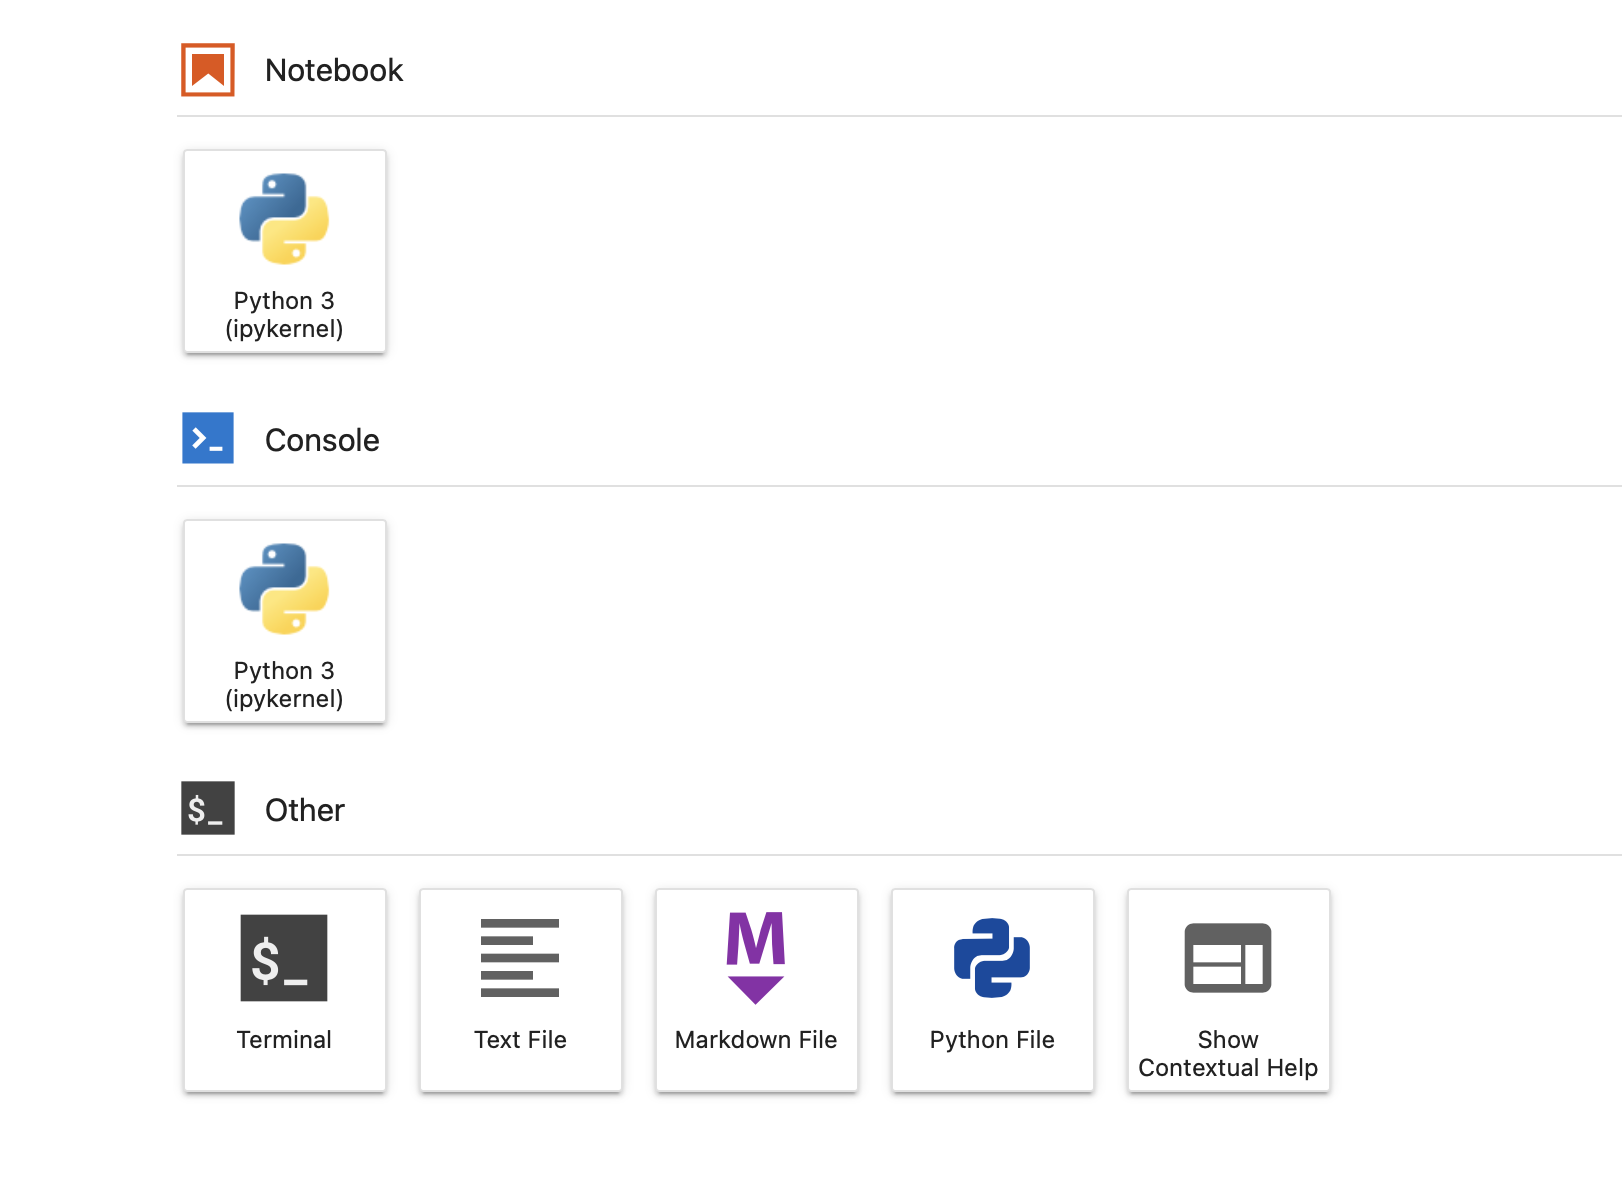 Notebook
Python 3
(ipykernel)
>_
Console
Python 3
(ipykernel)
$_
Other
$_
Terminal
Text File
M
Markdown File
Python File
Show
Contextual Help